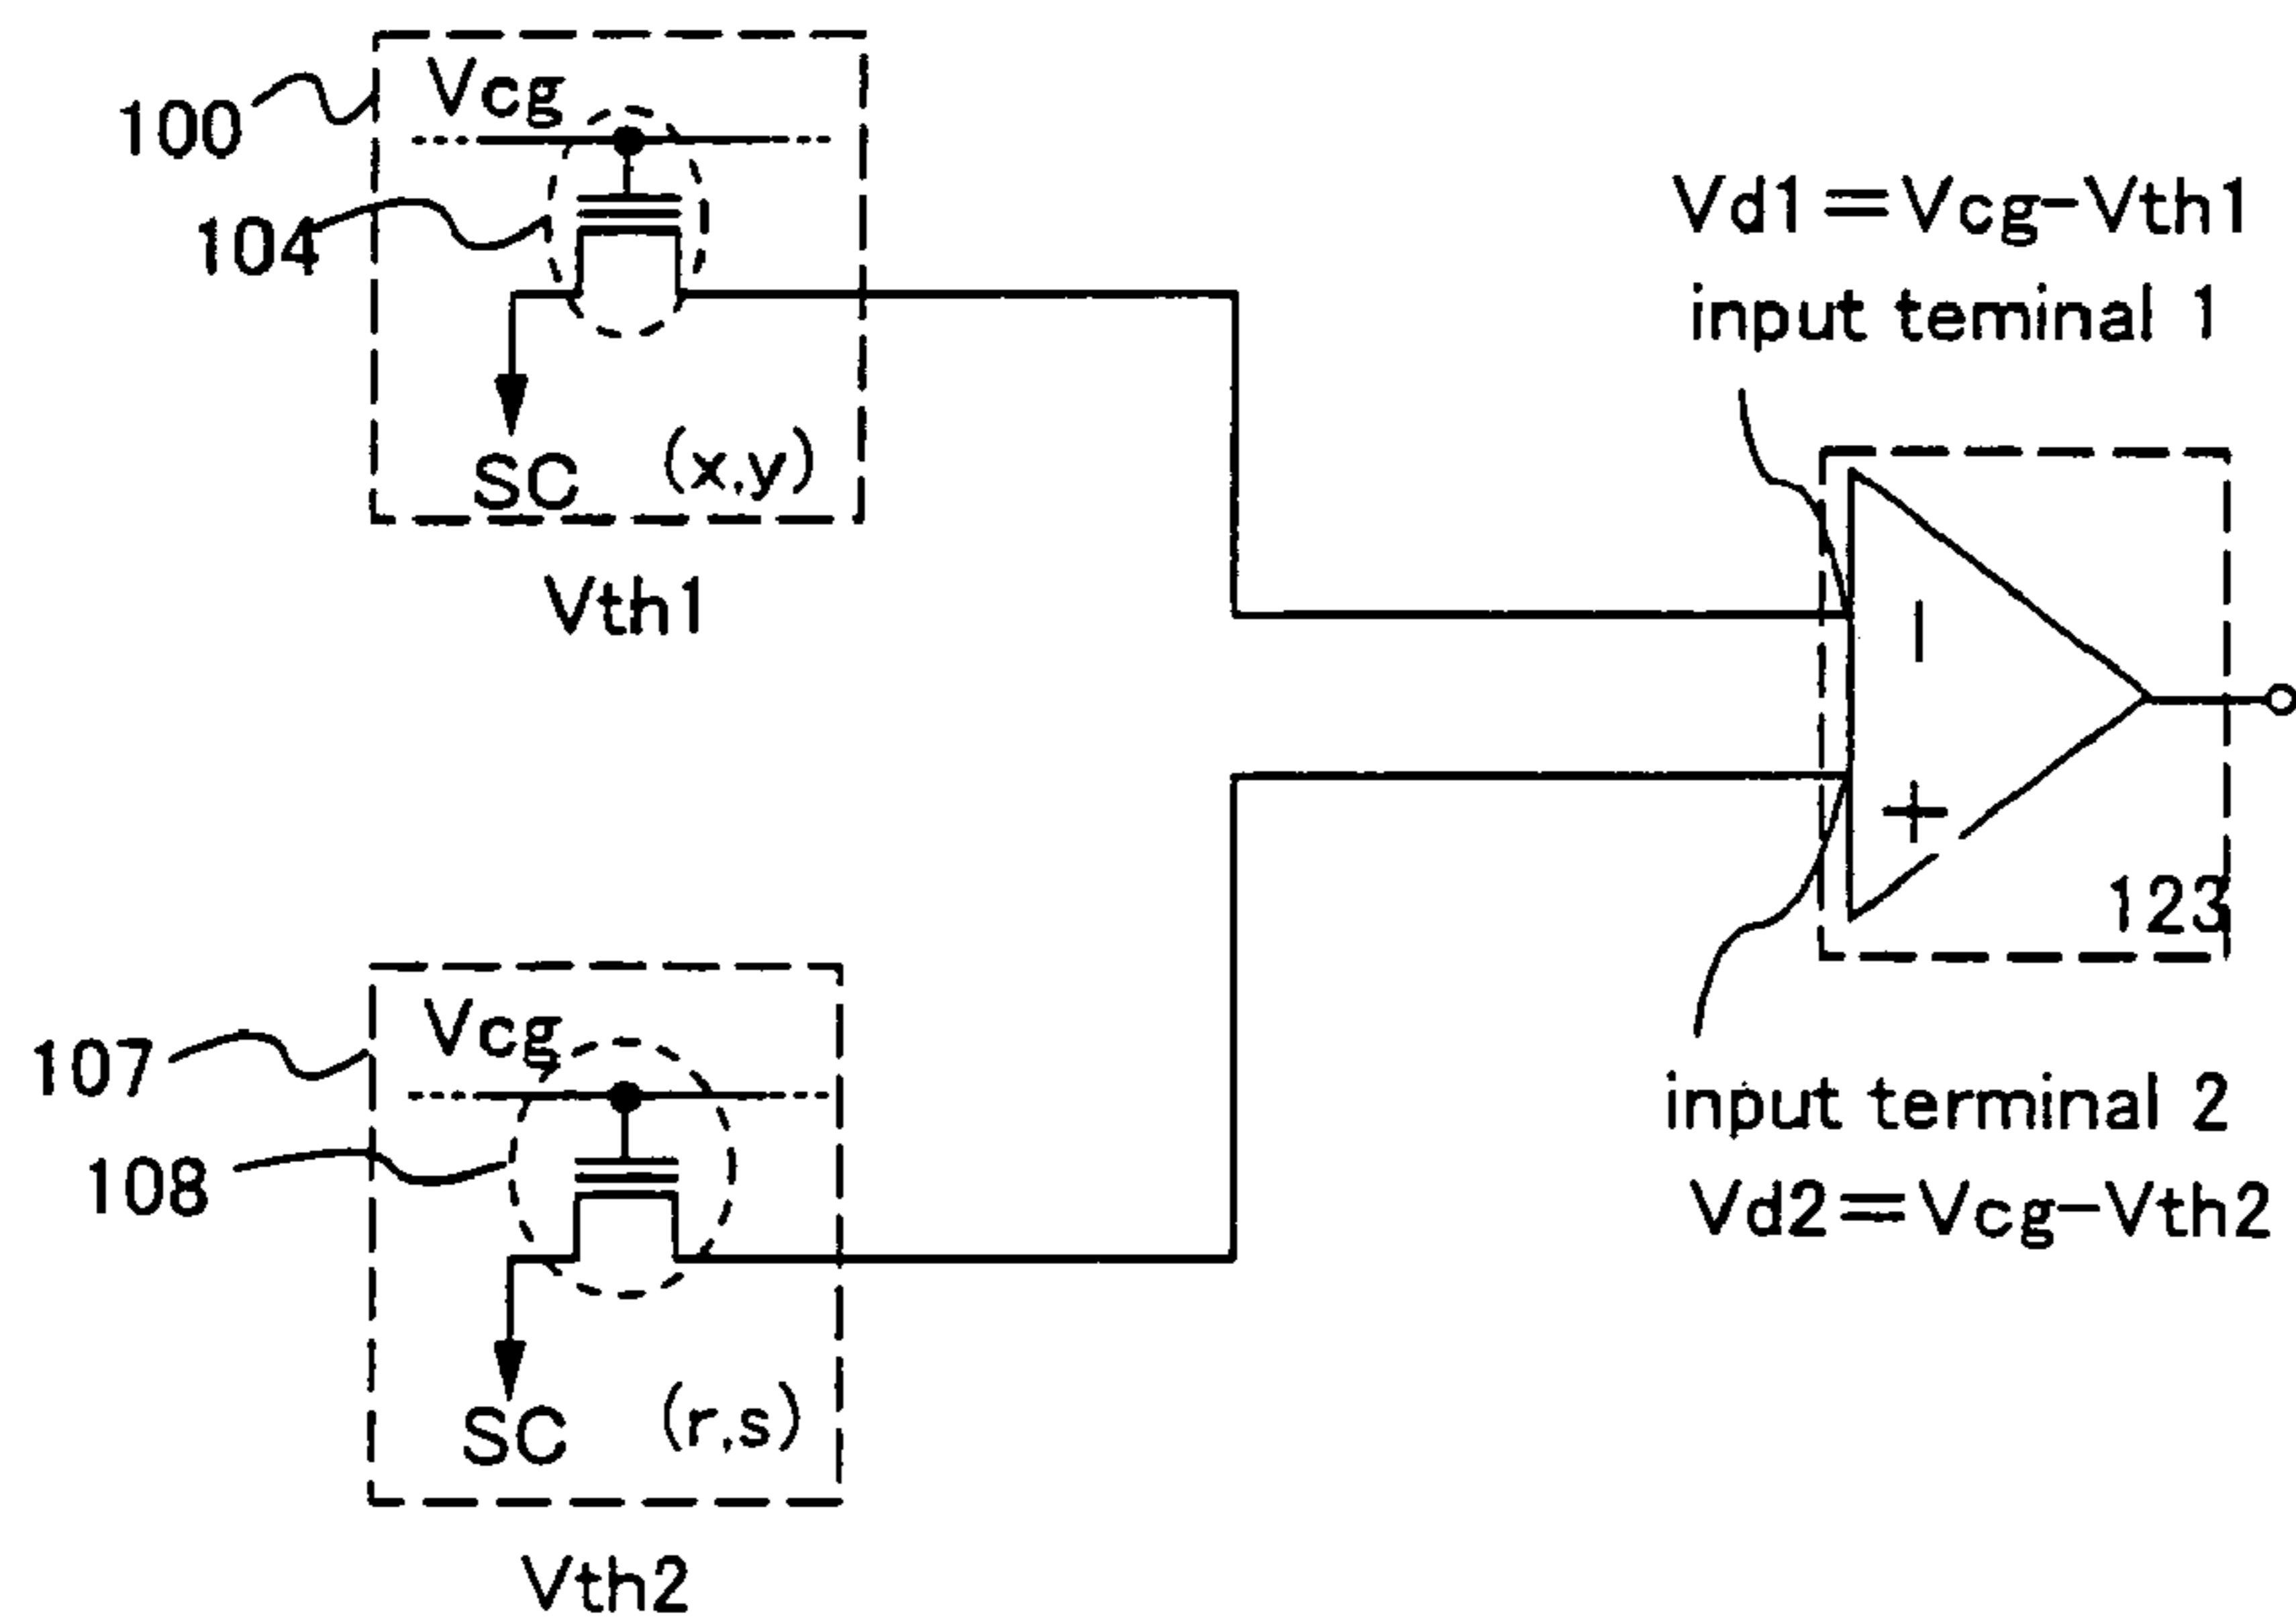 100
Vcg
104
SC (x,y)
Vth1
Vd1=Vcg-Vth1
input teminal 1
−
+
123
input terminal 2
Vd2=Vcg-Vth2
107
Vcg
108
SC (r,s)
Vth2